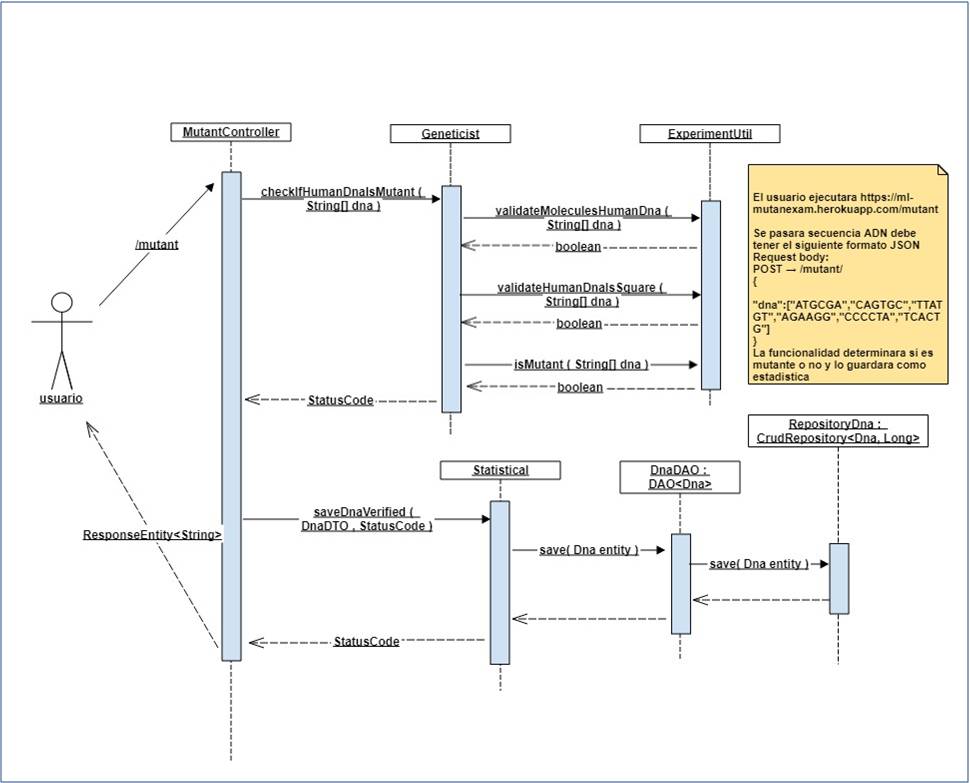 MutantController
Geneticist
ExperimentUtil
checkIfHumanDnaIsMutant (
String[] dna )
validateMoleculesHumanDna (
String[] dna )
boolean
/mutant
validateHumanDnaIsSquare (
String[] dna )
boolean
isMutant ( String[] dna )
boolean
StatusCode
usuario
El usuario ejecutara https://ml-
mutanexam.herokuapp.com/mutant
Se pasara secuencia ADN debe
tener el siguiente formato JSON
Request body:
POST → /mutant/
{
"dna":["ATGCGA","CAGTGC","TTAT
GT","AGAAGG","CCCCTA","TCACT
G"]
}
La funcionalidad determinara si es
mutante o no y lo guardara como
estadistica
RepositoryDna :
CrudRepository<Dna, Long>
Statistical
DnaDAO :
DAO<Dna>
saveDnaVerified (
DnaDTO , StatusCode )
ResponseEntity<String>
save( Dna entity )
save( Dna entity )
StatusCode